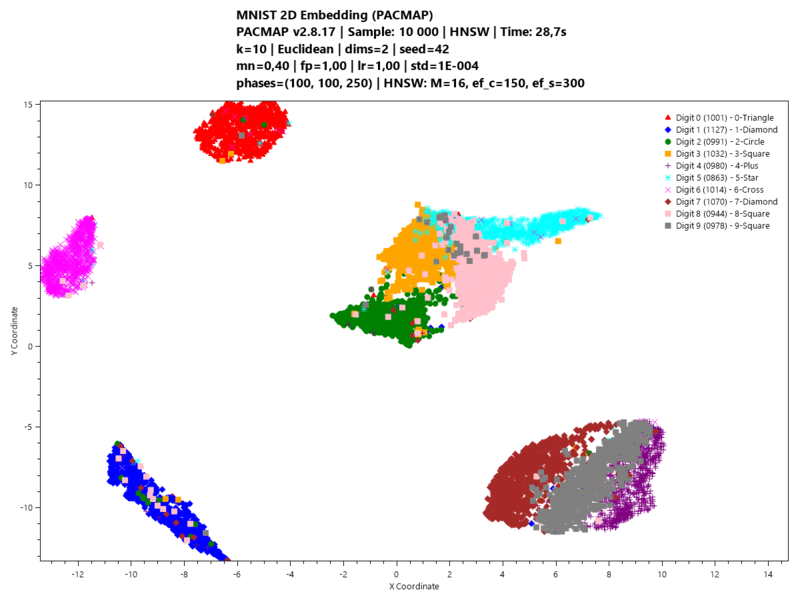 MNIST 2D Embedding (PACMAP)
PACMAP v2.8.17 | Sample: 10 000 | HNSW | Time: 28,7s
k=10 | Euclidean | dims=2 | seed=42
mn=0,40 | fp=1,00 | lr=1,00 | std=1E-004
phases=(100, 100, 250) | HNSW: M=16, ef_c=150, ef_s=300
15
10
5
0
-5
-10
Y Coordinate
Digit 0 (1001) - 0-Triangle
Digit 1 (1127) - 1-Diamond
Digit 2 (0991) - 2-Circle
Digit 3 (1032) - 3-Square
Digit 4 (0980) - 4-Plus
Digit 5 (0863) - 5-Star
Digit 6 (1014) - 6-Cross
Digit 7 (1070) - 7-Diamond
Digit 8 (0944) - 8-Square
Digit 9 (0978) - 9-Square
-12 -10 -8 -6 -4 -2 0 2 4 6 8 10 12 14
X Coordinate